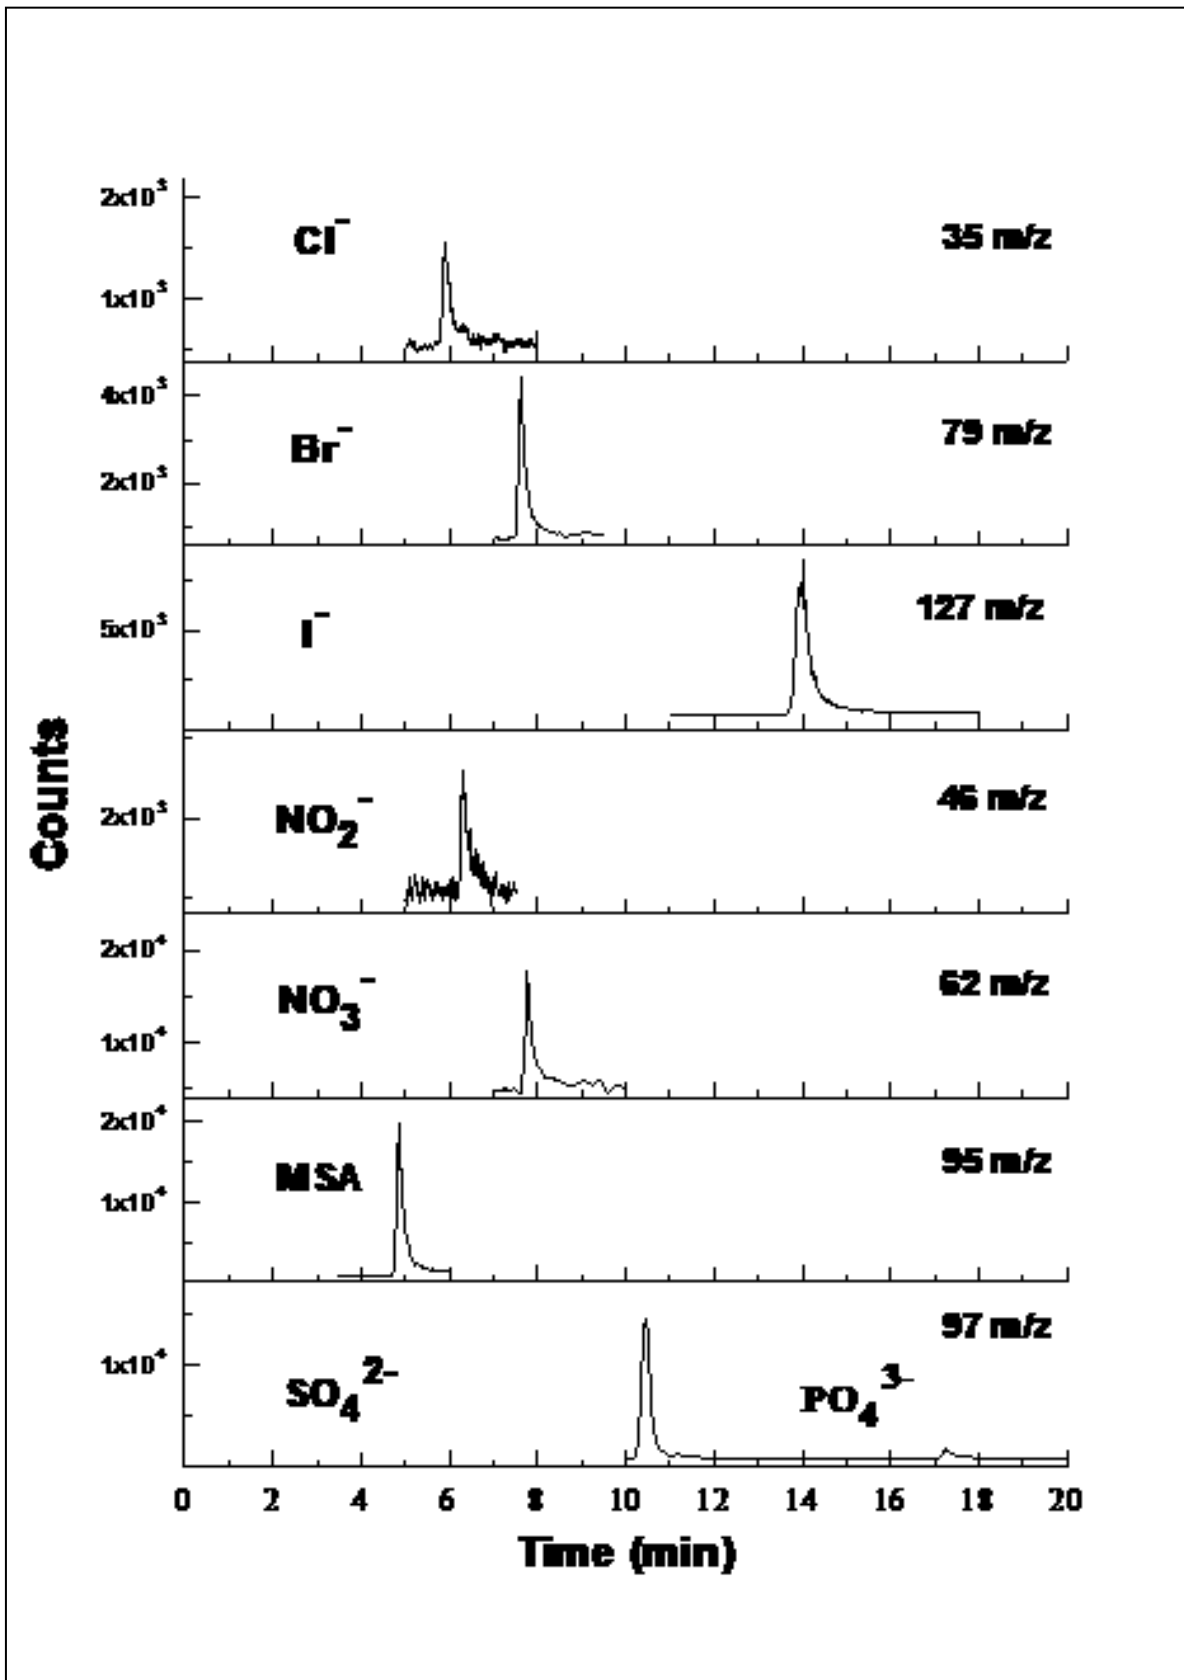 2x10³
Cl⁻ 35 m/z
1x10³
4x10³
Br⁻ 79 m/z
2x10³
5x10³ I⁻ 127 m/z
2x10³ NO₂⁻ 46 m/z
2x10⁴
NO₃⁻ 62 m/z
1x10⁴
2x10⁴
MSA 95 m/z
1x10⁴
97 m/z
1x10⁴
SO₄²⁻ PO₄³⁻
Counts
0 2 4 6 8 10 12 14 16 18 20
Time (min)